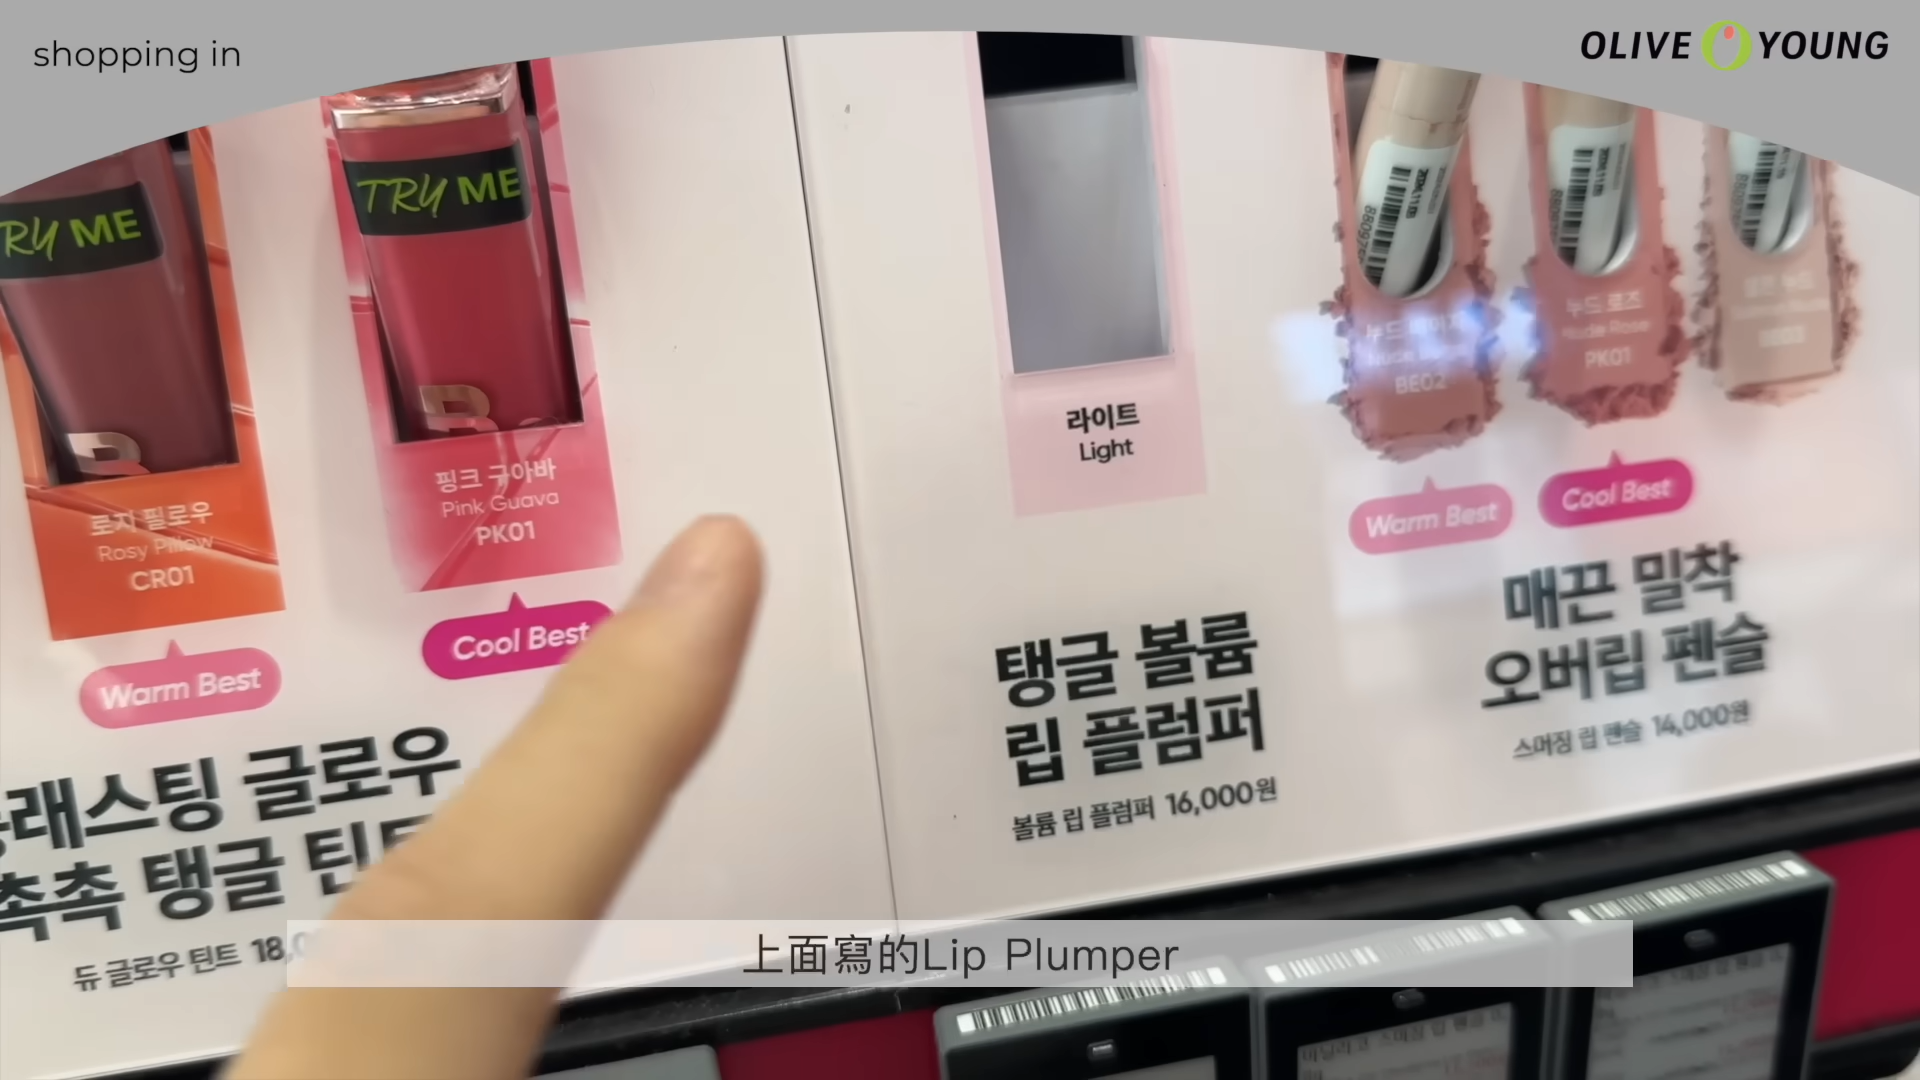 shopping in
OLIVE YOUNG
RY ME
TRY ME
로지 필로우
Rosy Pillow
CR01
Warm Best
핑크 구아바
Pink Guava
PK01
Cool Best
래스팅 글로우
촉촉 탱글 틴트
듀 글로우 틴트 18,0
라이트
Light
탱글 볼륨
립 플럼퍼
볼륨 립 플럼퍼 16,000원
BE02
Warm Best
누드 로즈
Nude Rose
PK01
Cool Best
매끈 밀착
오버립 펜슬
스머징 립 펜슬 14,000원
上面寫的Lip Plumper